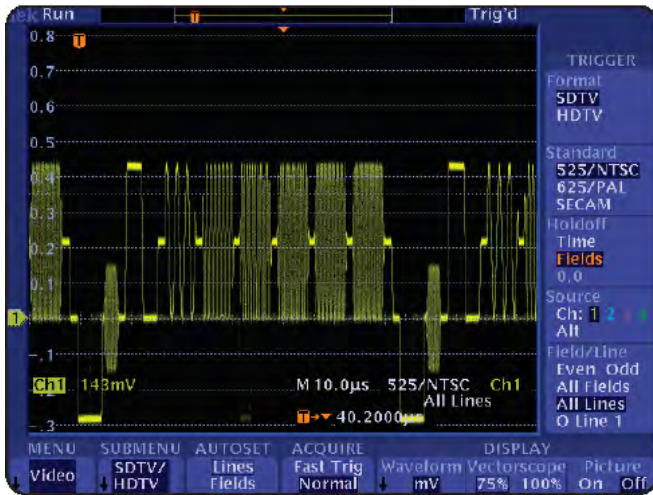 Run Trig'd
T
T
0.8
0.7
0.6
0.5
0.4
0.3
0.2
0.1
1
-.1
-.3
Ch1 143mV M 10.0µs 525/NTSC Ch1
All Lines
T 40.2000µs
TRIGGER
Format
SDTV
HDTV
Standard
525/NTSC
625/PAL
SECAM
Holdoff
Time
Fields
0.0
Source
Ch: 1 2 3 4
Alt
Field/Line
Even Odd
All Fields
All Lines
O Line 1
MENU SUBMENU AUTOSET ACQUIRE DISPLAY
Video SDTV/ HDTV Lines Fields Fast Trig Normal Waveform mV Vectorscope 75% 100% Picture On Off